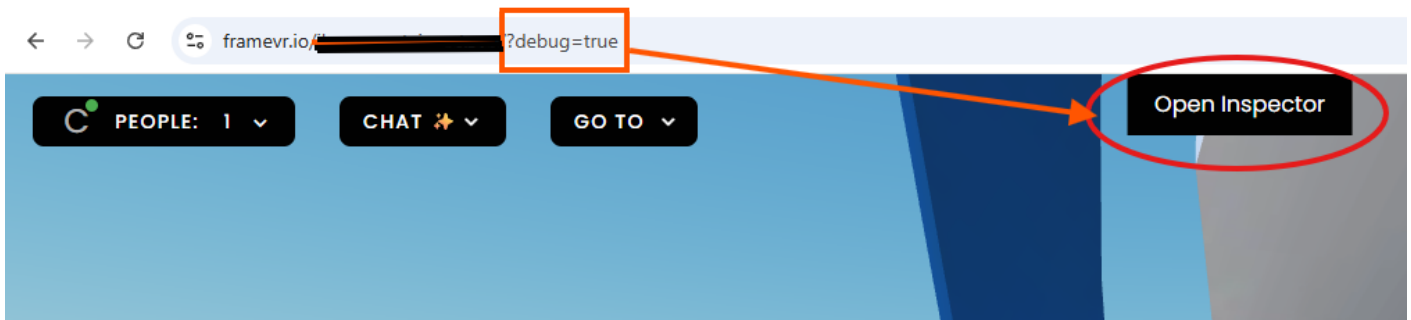 framevr.io/ ?debug=true
PEOPLE: 1
CHAT
GO TO
Open Inspector